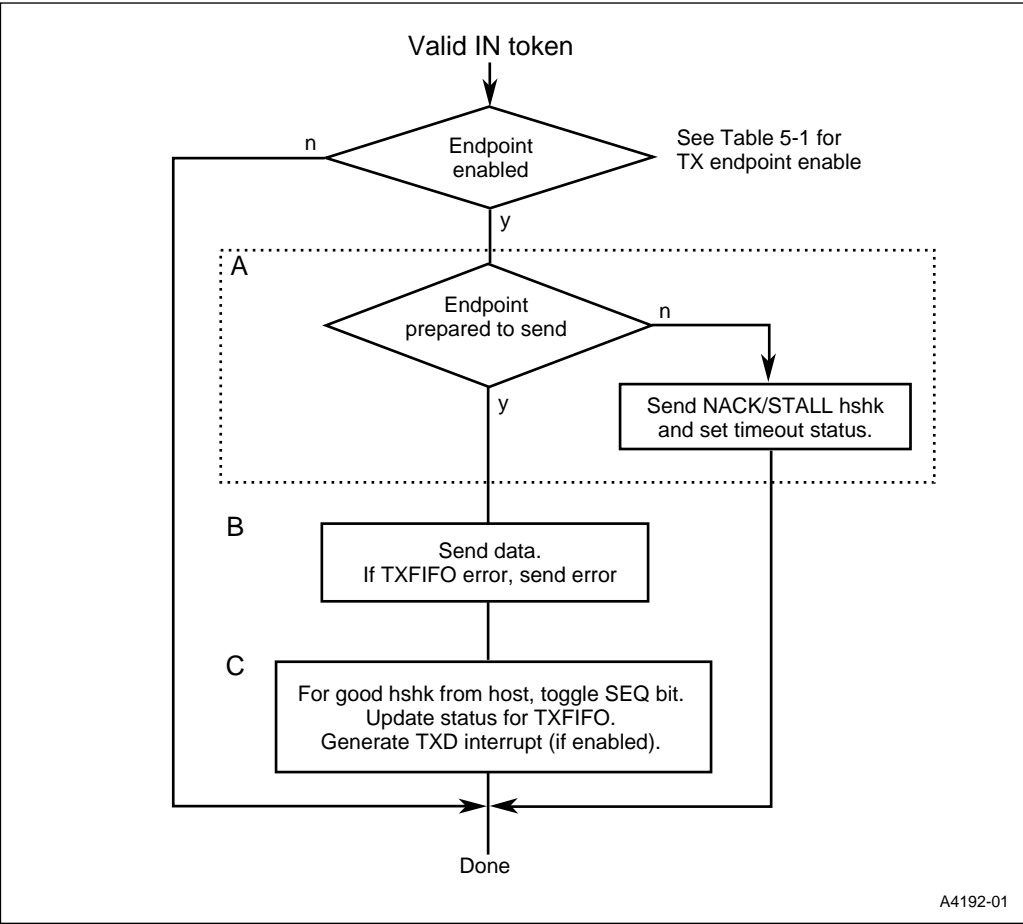 Valid IN token
n
Endpoint
enabled
See Table 5-1 for
TX endpoint enable
y
A
Endpoint
prepared to send
n
y
Send NACK/STALL hshk
and set timeout status.
B
Send data.
If TXFIFO error, send error
C
For good hshk from host, toggle SEQ bit.
Update status for TXFIFO.
Generate TXD interrupt (if enabled).
Done
A4192-01